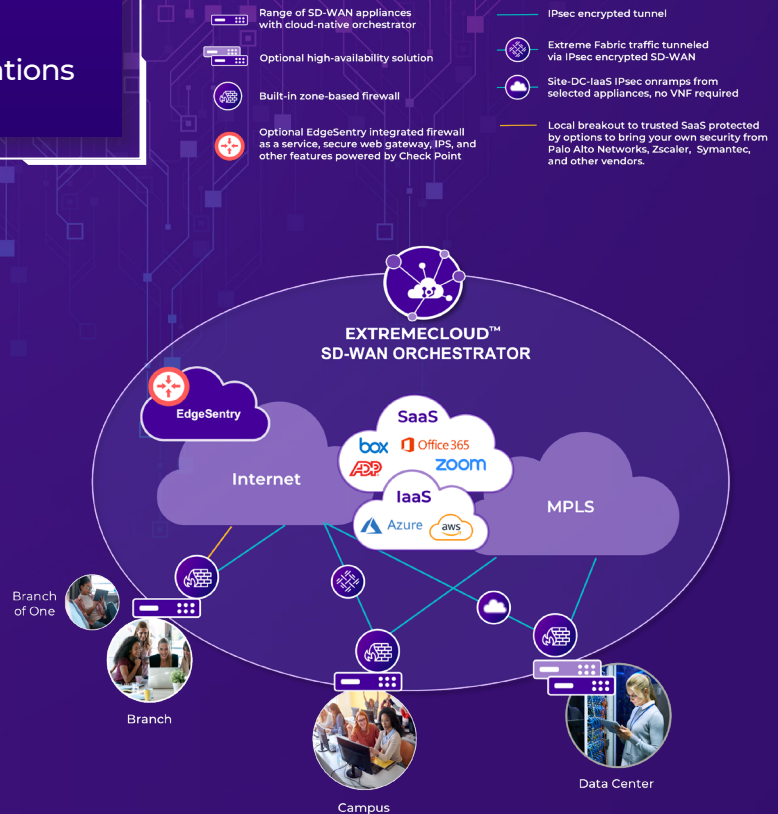 ations
Range of SD-WAN appliances
with cloud-native orchestrator
Optional high-availability solution
Built-in zone-based firewall
Optional EdgeSentry integrated firewall
as a service, secure web gateway, IPS, and
other features powered by Check Point
IPsec encrypted tunnel
Extreme Fabric traffic tunneled
via IPsec encrypted SD-WAN
Site-DC-IaaS IPsec onramps from
selected appliances, no VNF required
Local breakout to trusted SaaS protected
by options to bring your own security from
Palo Alto Networks, Zscaler, Symantec,
and other vendors.
EXTREMECLOUD™
SD-WAN ORCHESTRATOR
EdgeSentry
SaaS
box
Office 365
ADP
zoom
Internet
IaaS
Azure
aws
MPLS
Branch
of One
Branch
Campus
Data Center